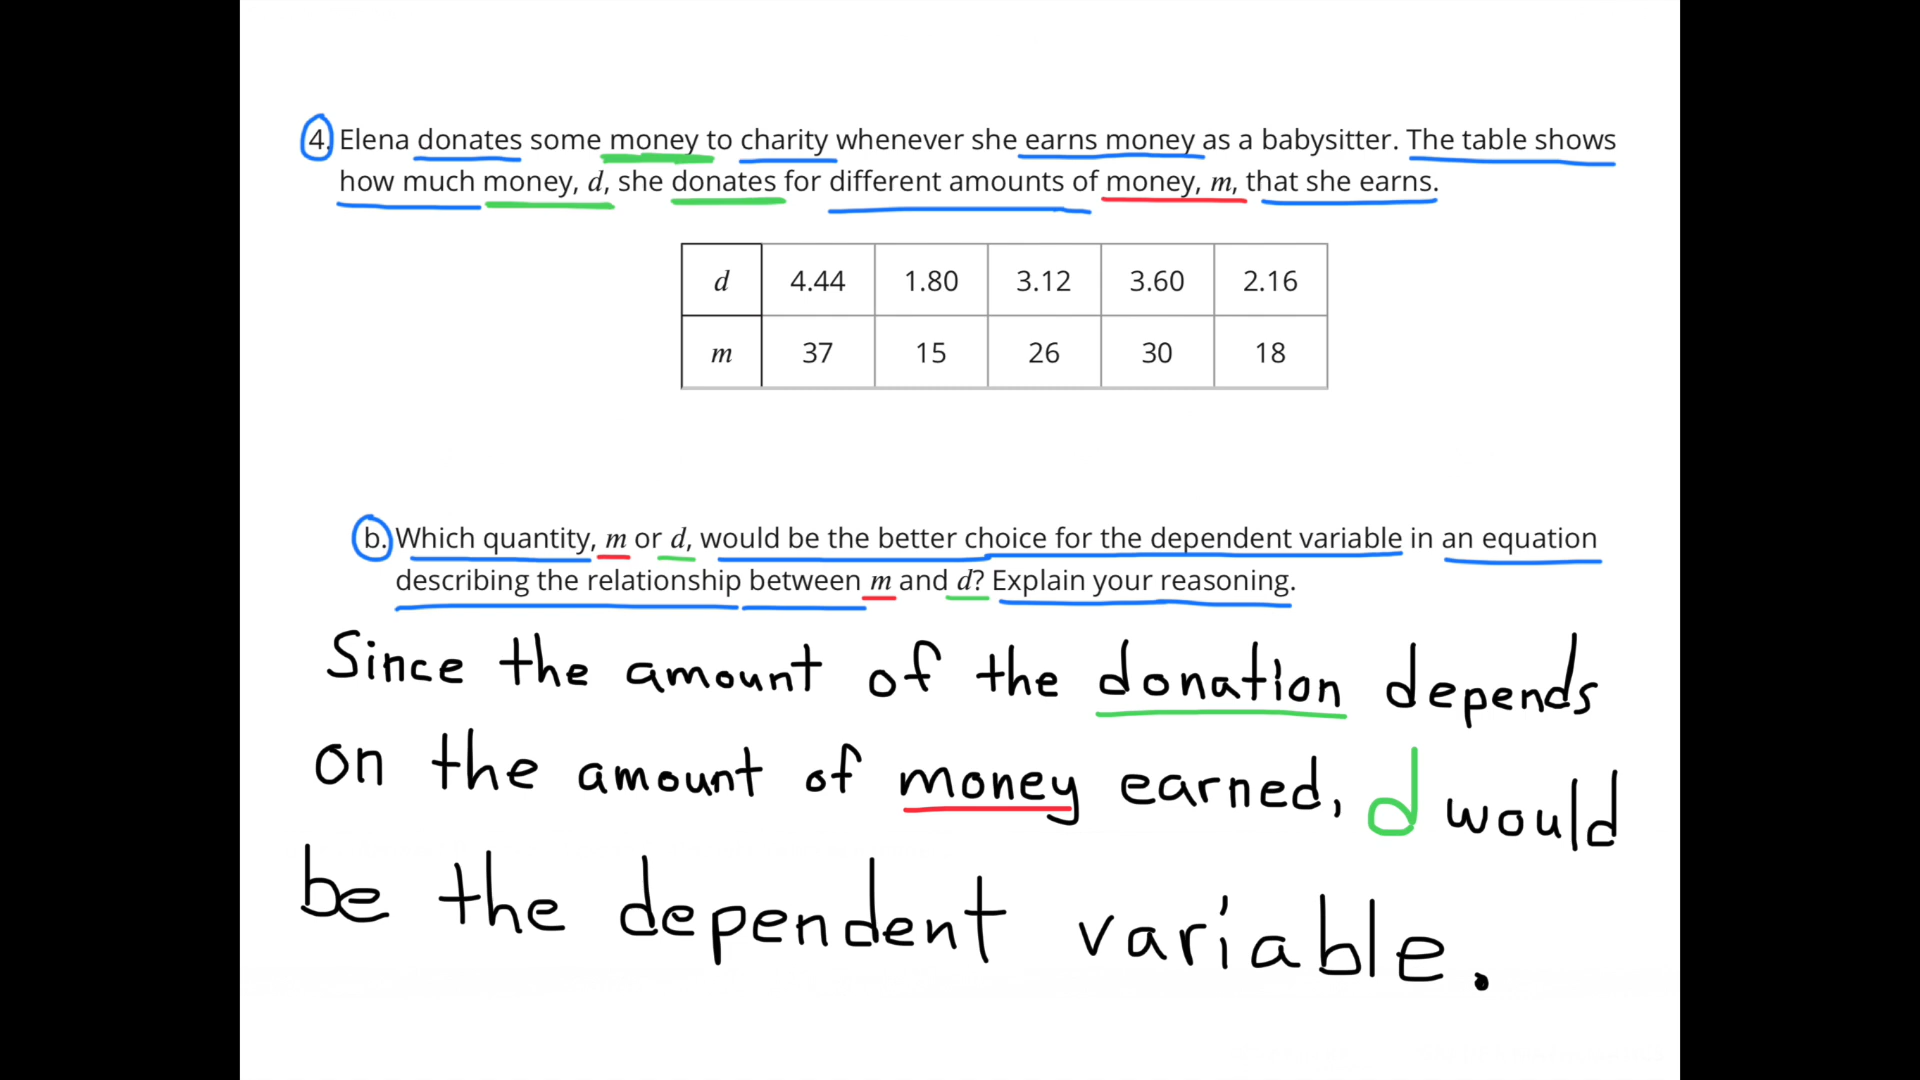 4. Elena donates some money to charity whenever she earns money as a babysitter. The table shows
how much money, d, she donates for different amounts of money, m, that she earns.
d 4.44 1.80 3.12 3.60 2.16
m 37 15 26 30 18
b. Which quantity, m or d, would be the better choice for the dependent variable in an equation
describing the relationship between m and d? Explain your reasoning.
Since the amount of the donation depends
on the amount of money earned, d would
be the dependent variable.